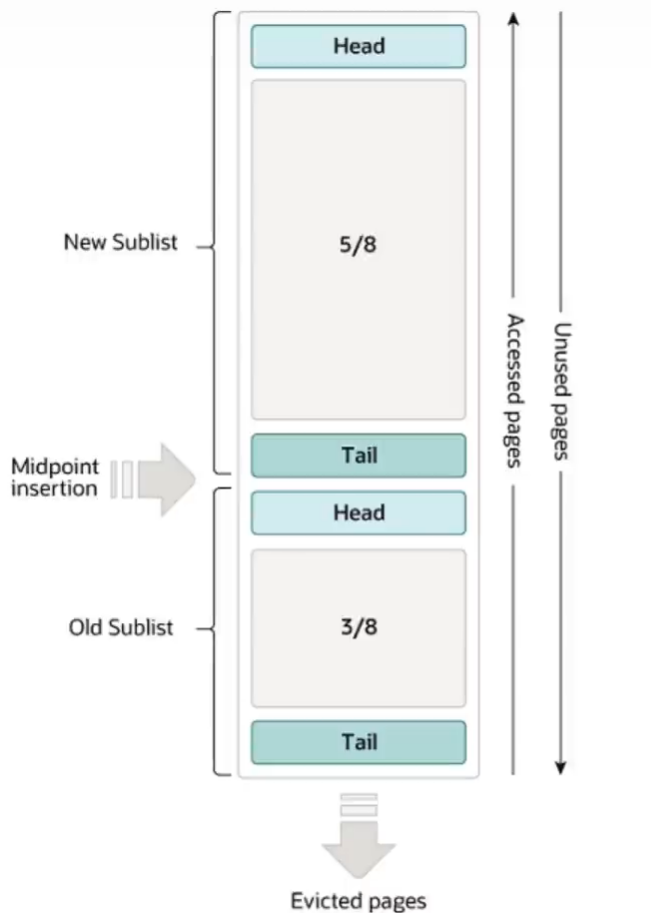 Head
New Sublist
5/8
Accessed pages
Unused pages
Tail
Midpoint
insertion
Head
Old Sublist
3/8
Tail
Evicted pages